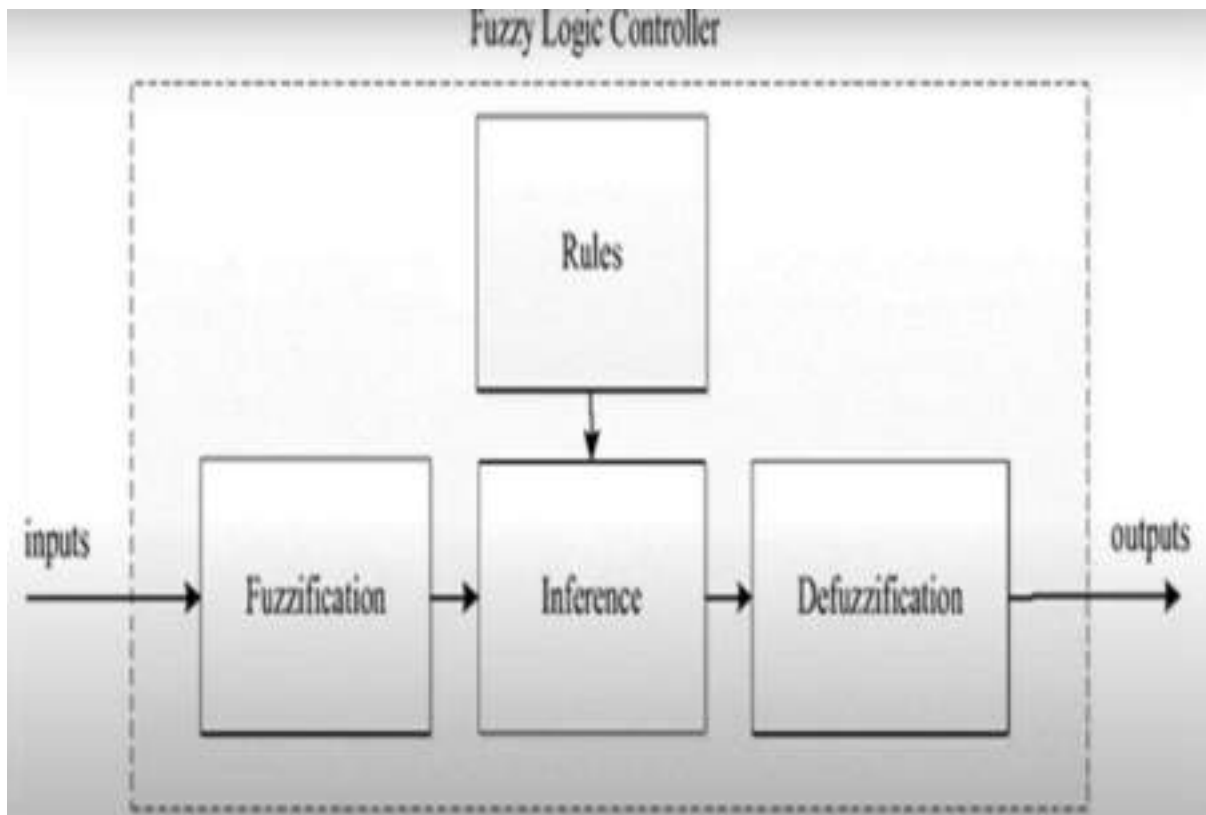 Fuzzy Logic Controller
Rules
inputs
outputs
Fuzzification
Inference
Defuzzification